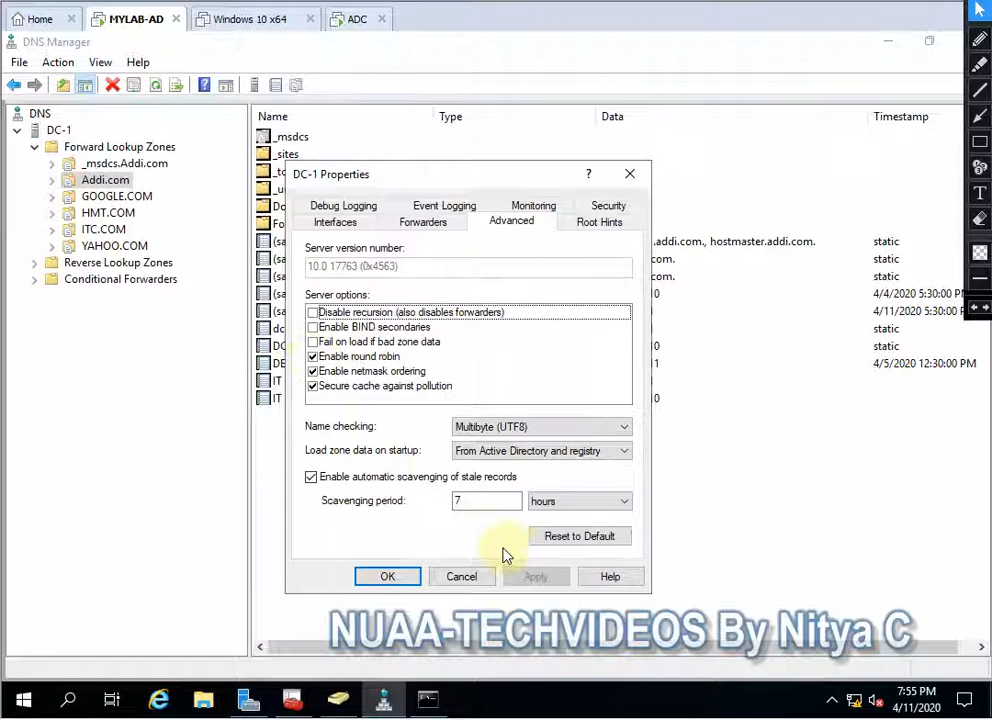 Home
MYLAB-AD
Windows 10 x64
ADC
DNS Manager
File Action View Help
DNS
DC-1
Forward Lookup Zones
_msdcs.Addi.com
Addi.com
GOOGLE.COM
HMT.COM
ITC.COM
YAHOO.COM
Reverse Lookup Zones
Conditional Forwarders
Name Type Data Timestamp
_msdcs
_sites
.addi.com., hostmaster.addi.com. static
com. static
static
4/4/2020 5:30:00 PM
4/11/2020 5:30:00 PM
static
static
4/5/2020 12:30:00 PM
IT
IT
DC-1 Properties
Debug Logging Event Logging Monitoring Security
Interfaces Forwarders Advanced Root Hints
Server version number:
10.0 17763 (0x4563)
Server options:
Disable recursion (also disables forwarders)
Enable BIND secondaries
Fail on load if bad zone data
Enable round robin
Enable netmask ordering
Secure cache against pollution
Name checking: Multibyte (UTF8)
Load zone data on startup: From Active Directory and registry
Enable automatic scavenging of stale records
Scavenging period: 7 hours
Reset to Default
OK Cancel Apply Help
NUAA-TECHVIDEOS By Nitya C
7:55 PM
4/11/2020